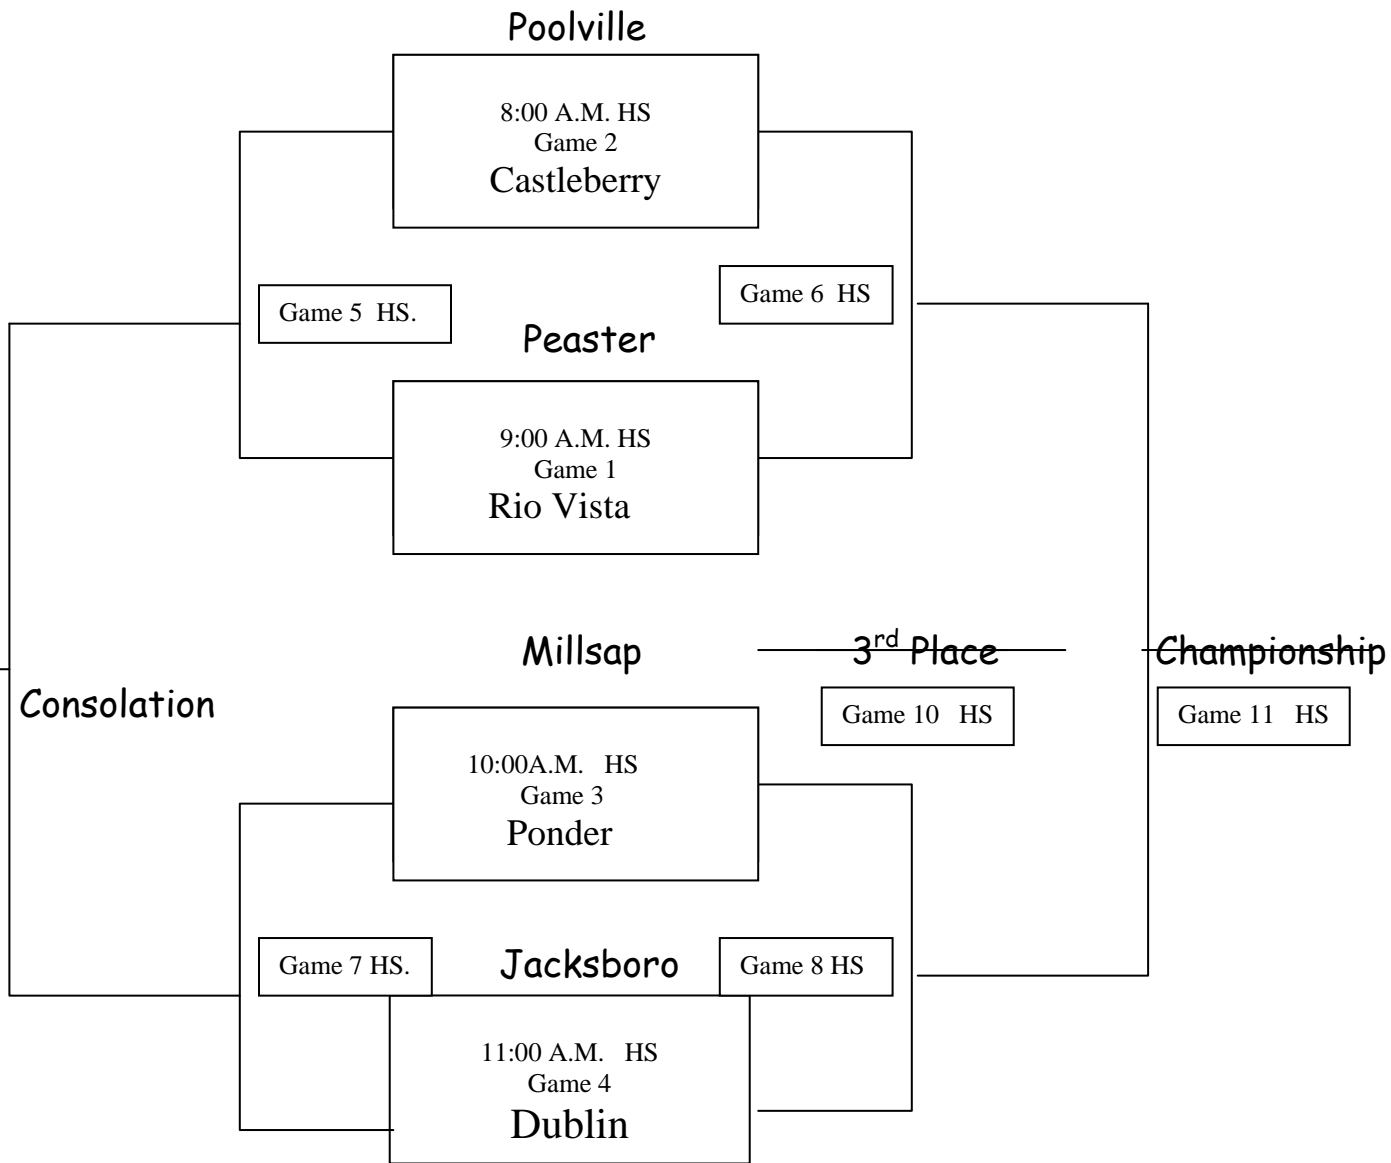 Poolville
8:00 A.M. HS
Game 2
Castleberry
Game 5 HS.
Game 6 HS
Peaster
9:00 A.M. HS
Game 1
Rio Vista
Millsap
3rd Place
Championship
Consolation
Game 10 HS
Game 11 HS
10:00A.M. HS
Game 3
Ponder
Game 7 HS.
Jacksboro
Game 8 HS
11:00 A.M. HS
Game 4
Dublin